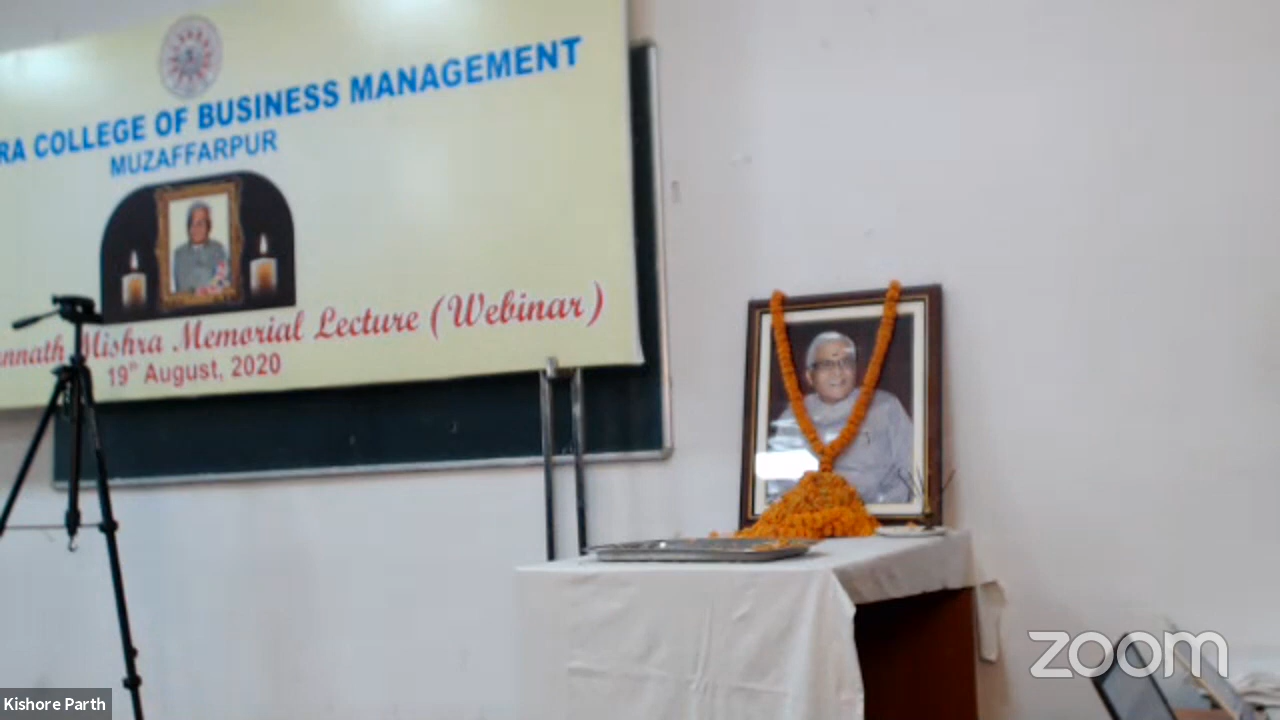 RA COLLEGE OF BUSINESS MANAGEMENT
MUZAFFARPUR
nnath Mishra Memorial Lecture (Webinar)
19th August, 2020
Kishore Parth
zoom